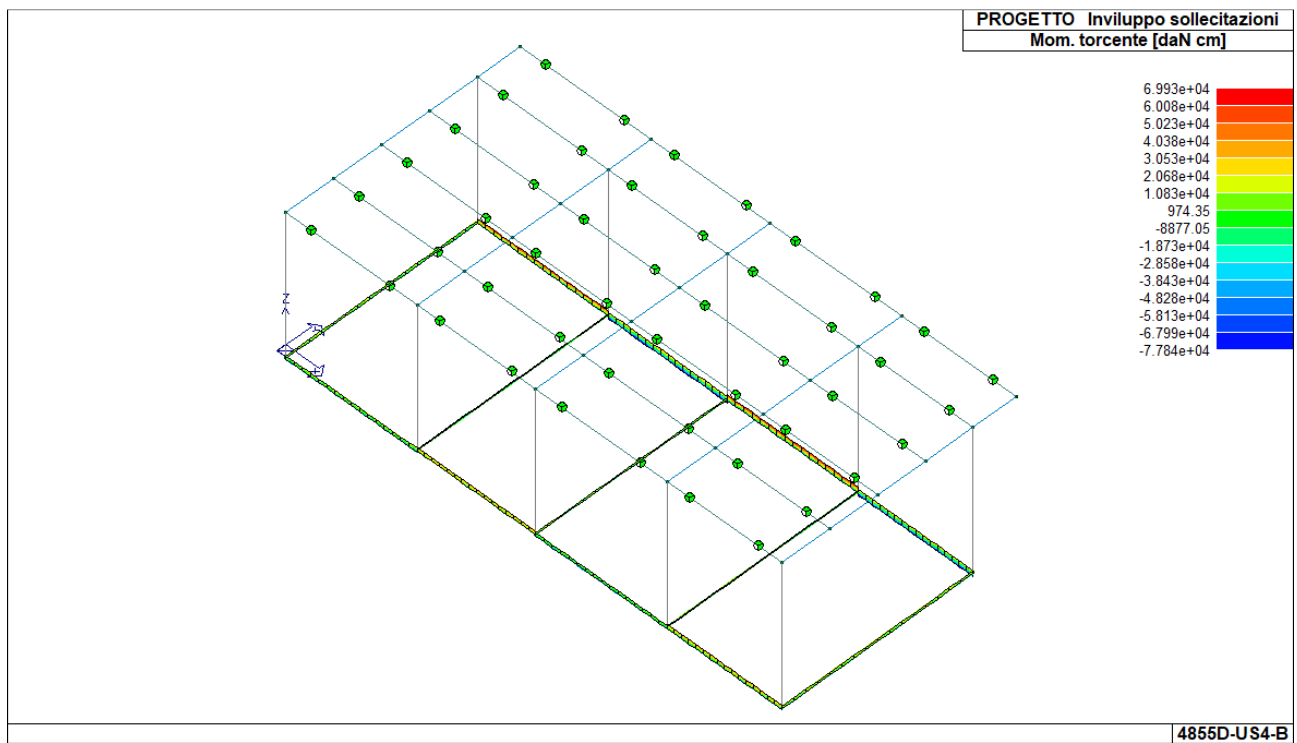 PROGETTO Inviluppo sollecitazioni
Mom. torcente [daN cm]
6.993e+04
6.008e+04
5.023e+04
4.038e+04
3.053e+04
2.068e+04
1.083e+04
974.35
-8877.05
-1.873e+04
-2.858e+04
-3.843e+04
-4.828e+04
-5.813e+04
-6.799e+04
-7.784e+04
Z
4855D-US4-B